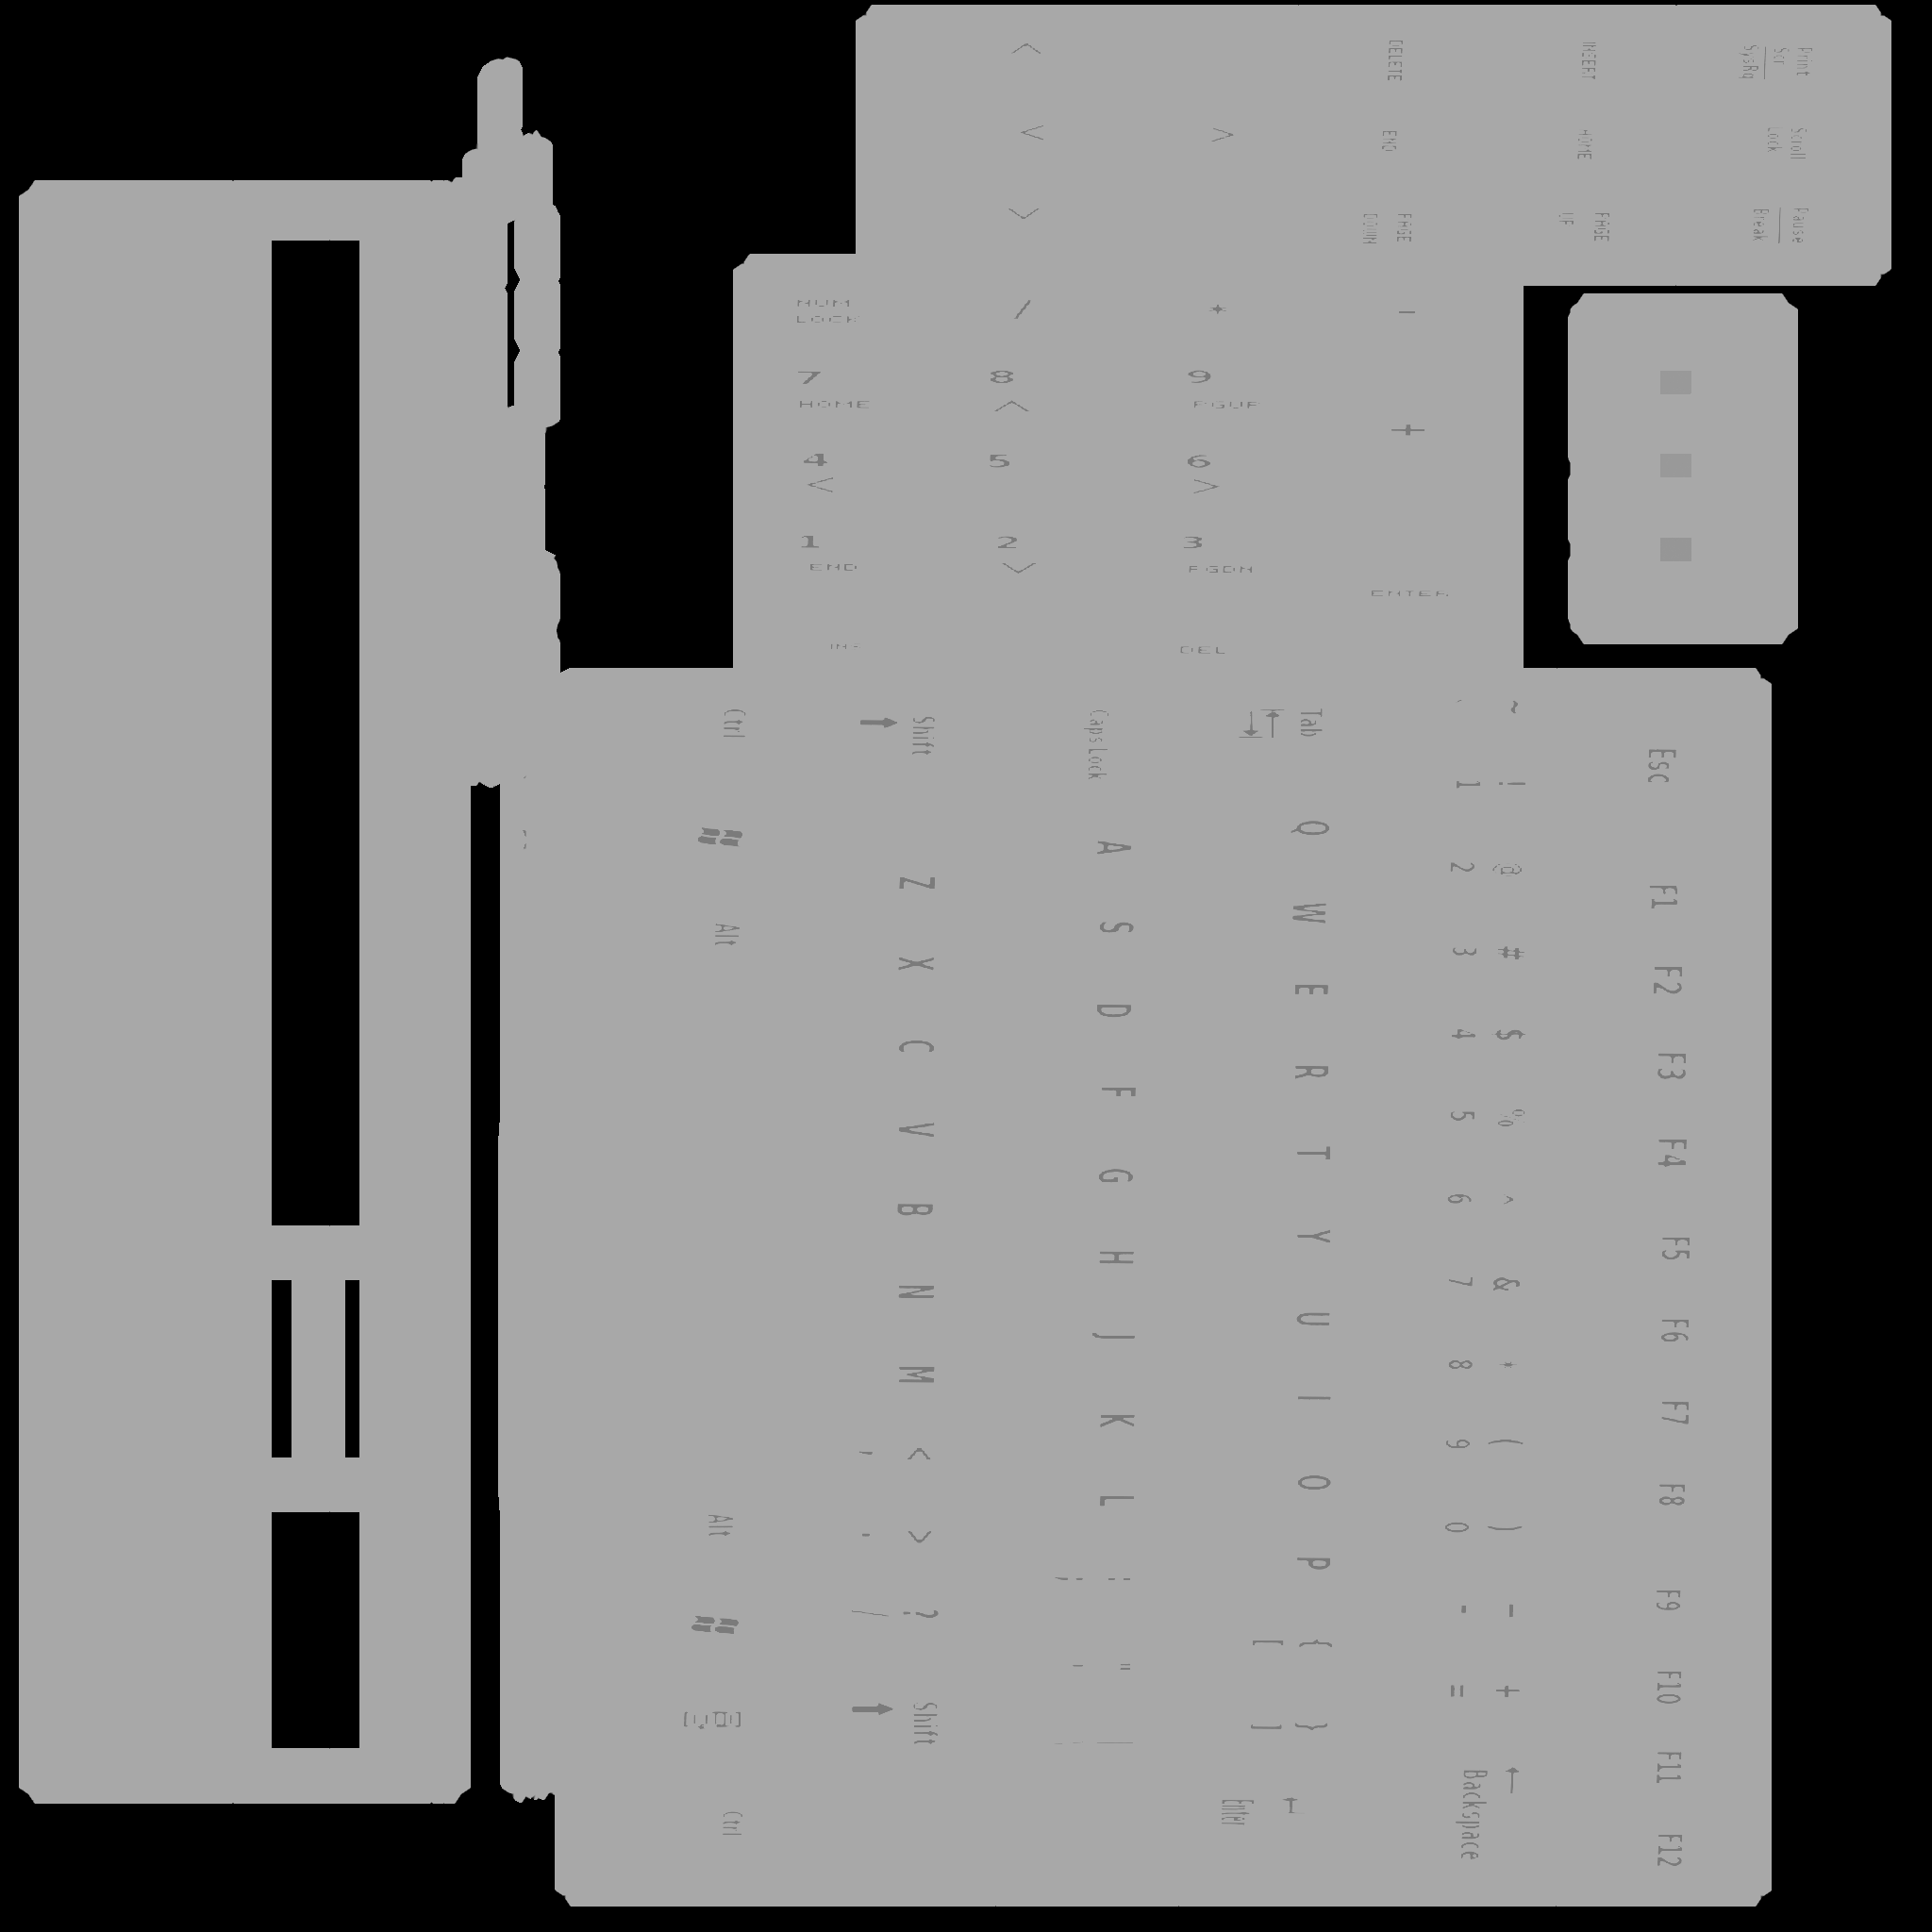 DELETE
INSERT
Print
Scr
SysRq
END
HOME
Scroll
Lock
PAGE
DOWN
PAGE
UP
Pause
Break
NUM
LOCK
/
*
-
7
HOME
8
9
PGUP
+
4
5
6
1
END
2
3
PGDN
ENTER
INS
DEL
ESC
F1
F2
F3
F4
F5
F6
F7
F8
F9
F10
F11
F12
~ ! @ # $ % ^ & * ( ) - +
` 1 2 3 4 5 6 7 8 9 0 - =
Backspace
Tab
Q W E R T Y U I O P { }
[ ]
Enter
Caps Lock
A S D F G H J K L
Shift
Z X C V B N M < > ?
Shift
Ctrl
Alt
Alt
Ctrl